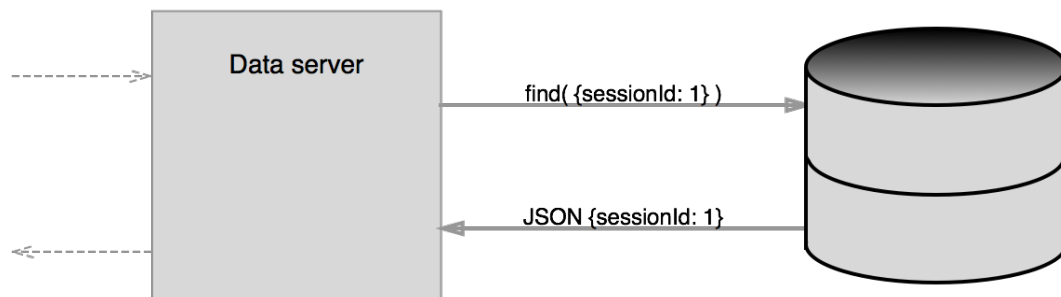 Data server
find( {sessionId: 1} )
JSON {sessionId: 1}